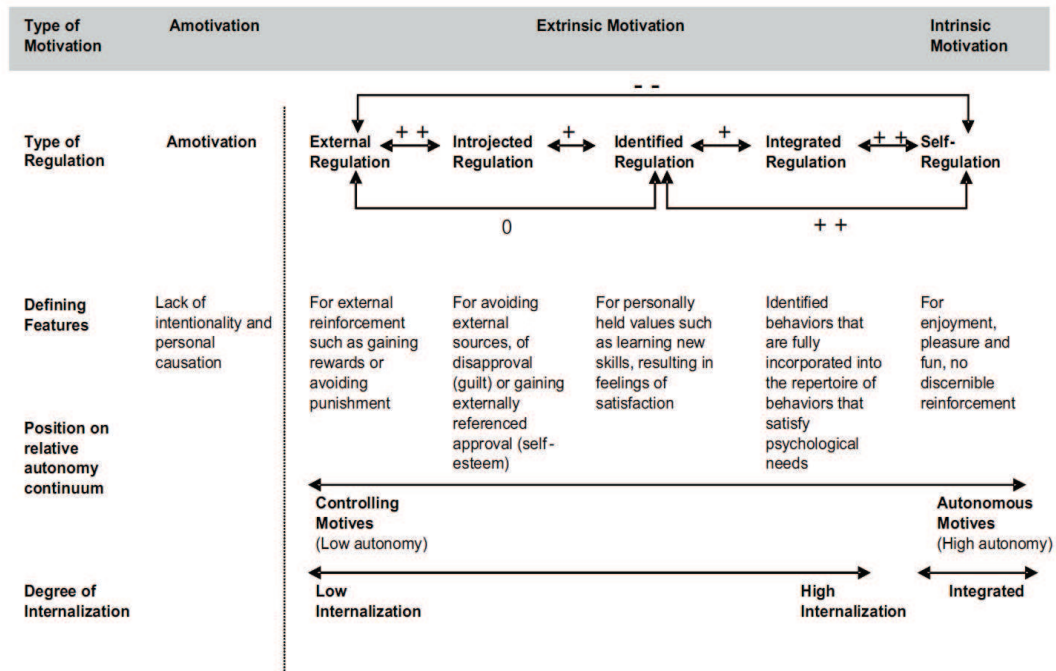 Type of
Motivation
Amotivation
Extrinsic Motivation
Intrinsic
Motivation
- -
Type of
Regulation
Amotivation
External
Regulation
+ +
Introjected
Regulation
+
Identified
Regulation
+
Integrated
Regulation
+ +
Self-
Regulation
0
+ +
Defining
Features
Lack of
intentionality and
personal
causation
For external
reinforcement
such as gaining
rewards or
avoiding
punishment
For avoiding
external
sources, of
disapproval
(guilt) or gaining
externally
referenced
approval (self-
esteem)
For personally
held values such
as learning new
skills, resulting in
feelings of
satisfaction
Identified
behaviors that
are fully
incorporated into
the repertoire of
behaviors that
satisfy
psychological
needs
For
enjoyment,
pleasure and
fun, no
discernible
reinforcement
Position on
relative
autonomy
continuum
Controlling
Motives
(Low autonomy)
Autonomous
Motives
(High autonomy)
Degree of
Internalization
Low
Internalization
High
Internalization
Integrated